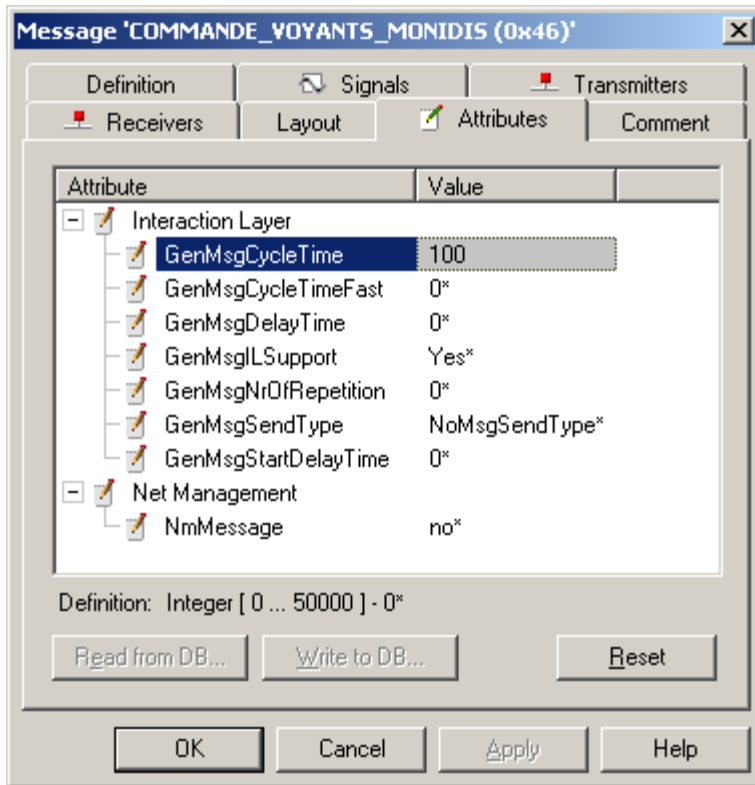 Message 'COMMANDE_VOYANTS_MONIDIS (0x46)'
Definition Signals Transmitters
Receivers Layout Attributes Comment
Attribute Value
Interaction Layer
GenMsgCycleTime 100
GenMsgCycleTimeFast 0*
GenMsgDelayTime 0*
GenMsgILSupport Yes*
GenMsgNrOfRepetition 0*
GenMsgSendType NoMsgSendType*
GenMsgStartDelayTime 0*
Net Management
NmMessage no*
Definition: Integer [ 0 ... 50000 ] - 0*
Read from DB... Write to DB... Reset
OK Cancel Apply Help